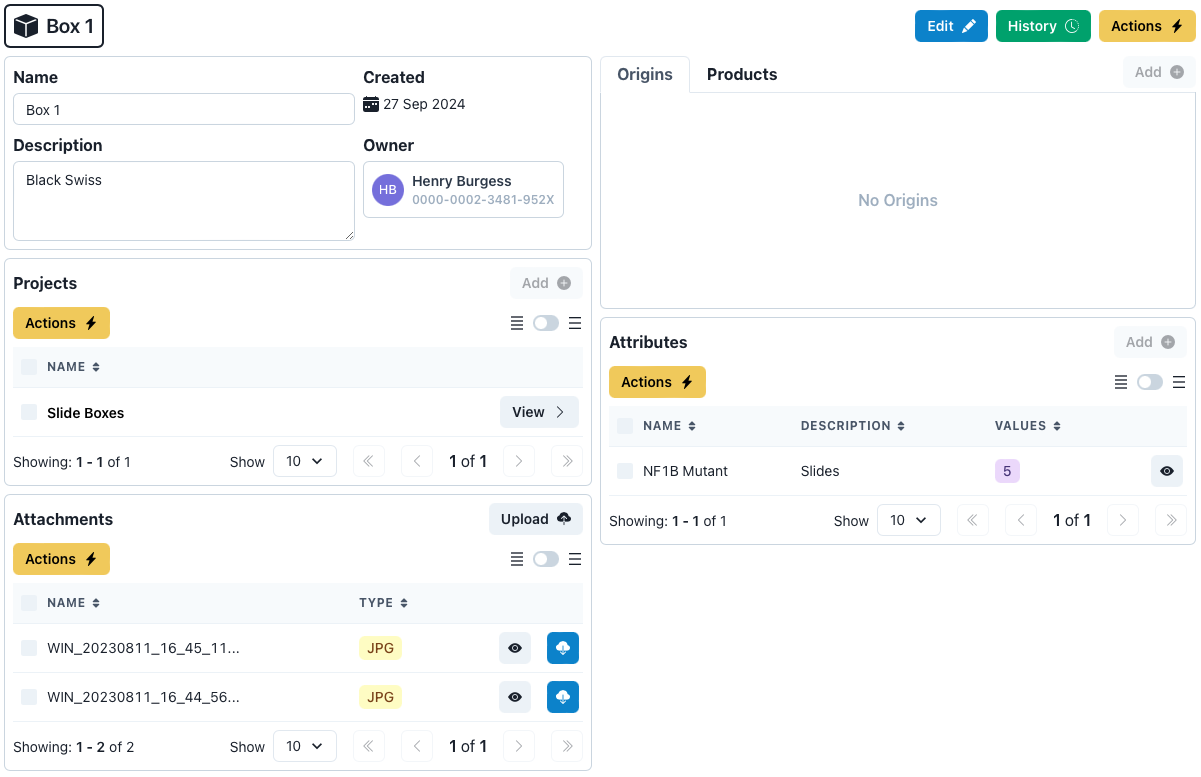 Box 1
Edit
History
Actions
Name
Box 1
Created
27 Sep 2024
Description
Black Swiss
Owner
HB
Henry Burgess
0000-0002-3481-952X
Projects
Add
Actions
NAME
Slide Boxes
View
Showing: 1 - 1 of 1
Show
10
1 of 1
Attachments
Upload
Actions
NAME
TYPE
WIN_20230811_16_45_11...
JPG
WIN_20230811_16_44_56...
JPG
Showing: 1 - 2 of 2
Show
10
1 of 1
Origins
Products
Add
No Origins
Attributes
Add
Actions
NAME
DESCRIPTION
VALUES
NF1B Mutant
Slides
5
Showing: 1 - 1 of 1
Show
10
1 of 1